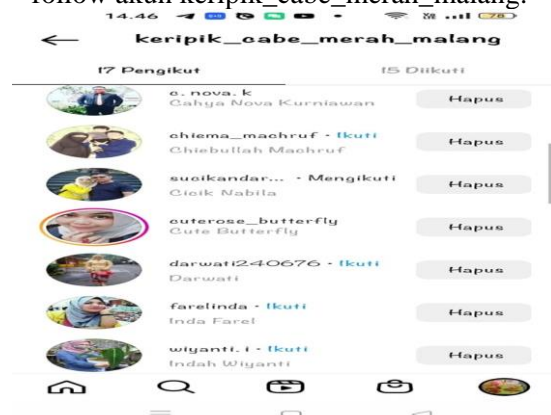 follow akun keripik_cabe_merah_malang.
14.46 78
keripik_cabe_merah_malang
17 Pengikut 15 Diikuti
c. nova. k
Cahya Nova Kurniawan Hapus
chiema_machruf • Ikuti
Chiebullah Machruf Hapus
sucikandar... • Mengikuti
Cicik Nabila Hapus
cuterose_butterfly
Cute Butterfly Hapus
darwati240676 • Ikuti
Darwati Hapus
farelinda • Ikuti
Inda Farel Hapus
wiyanti. i • Ikuti
Indah Wiyanti Hapus